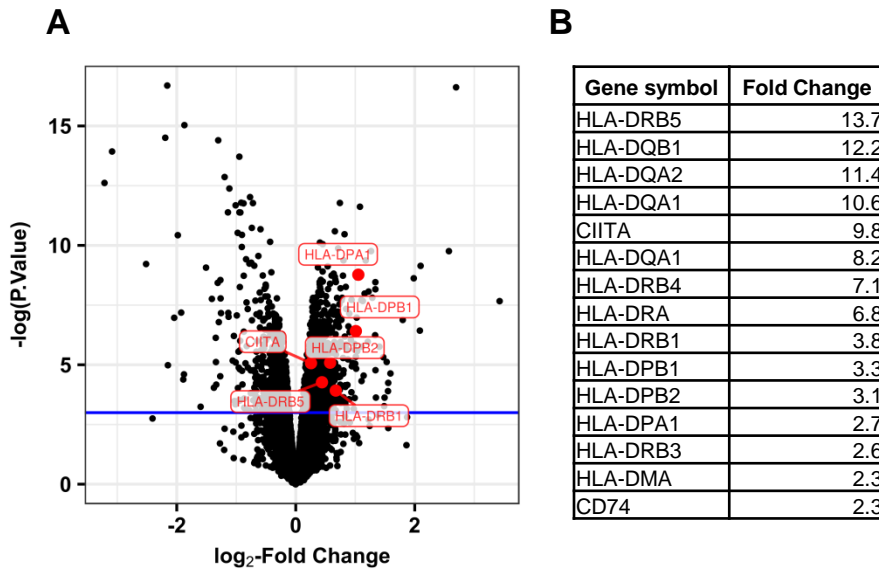 A
B
-log(P.Value)
15
10
5
0
-2
0
2
log2-Fold Change
HLA-DPA1
HLA-DPB1
CIITA
HLA-DPB2
HLA-DRB5
HLA-DRB1
Gene symbol Fold Change
HLA-DRB5 13.7
HLA-DQB1 12.2
HLA-DQA2 11.4
HLA-DQA1 10.6
CIITA 9.8
HLA-DQA1 8.2
HLA-DRB4 7.1
HLA-DRA 6.8
HLA-DRB1 3.8
HLA-DPB1 3.3
HLA-DPB2 3.1
HLA-DPA1 2.7
HLA-DRB3 2.6
HLA-DMA 2.3
CD74 2.3